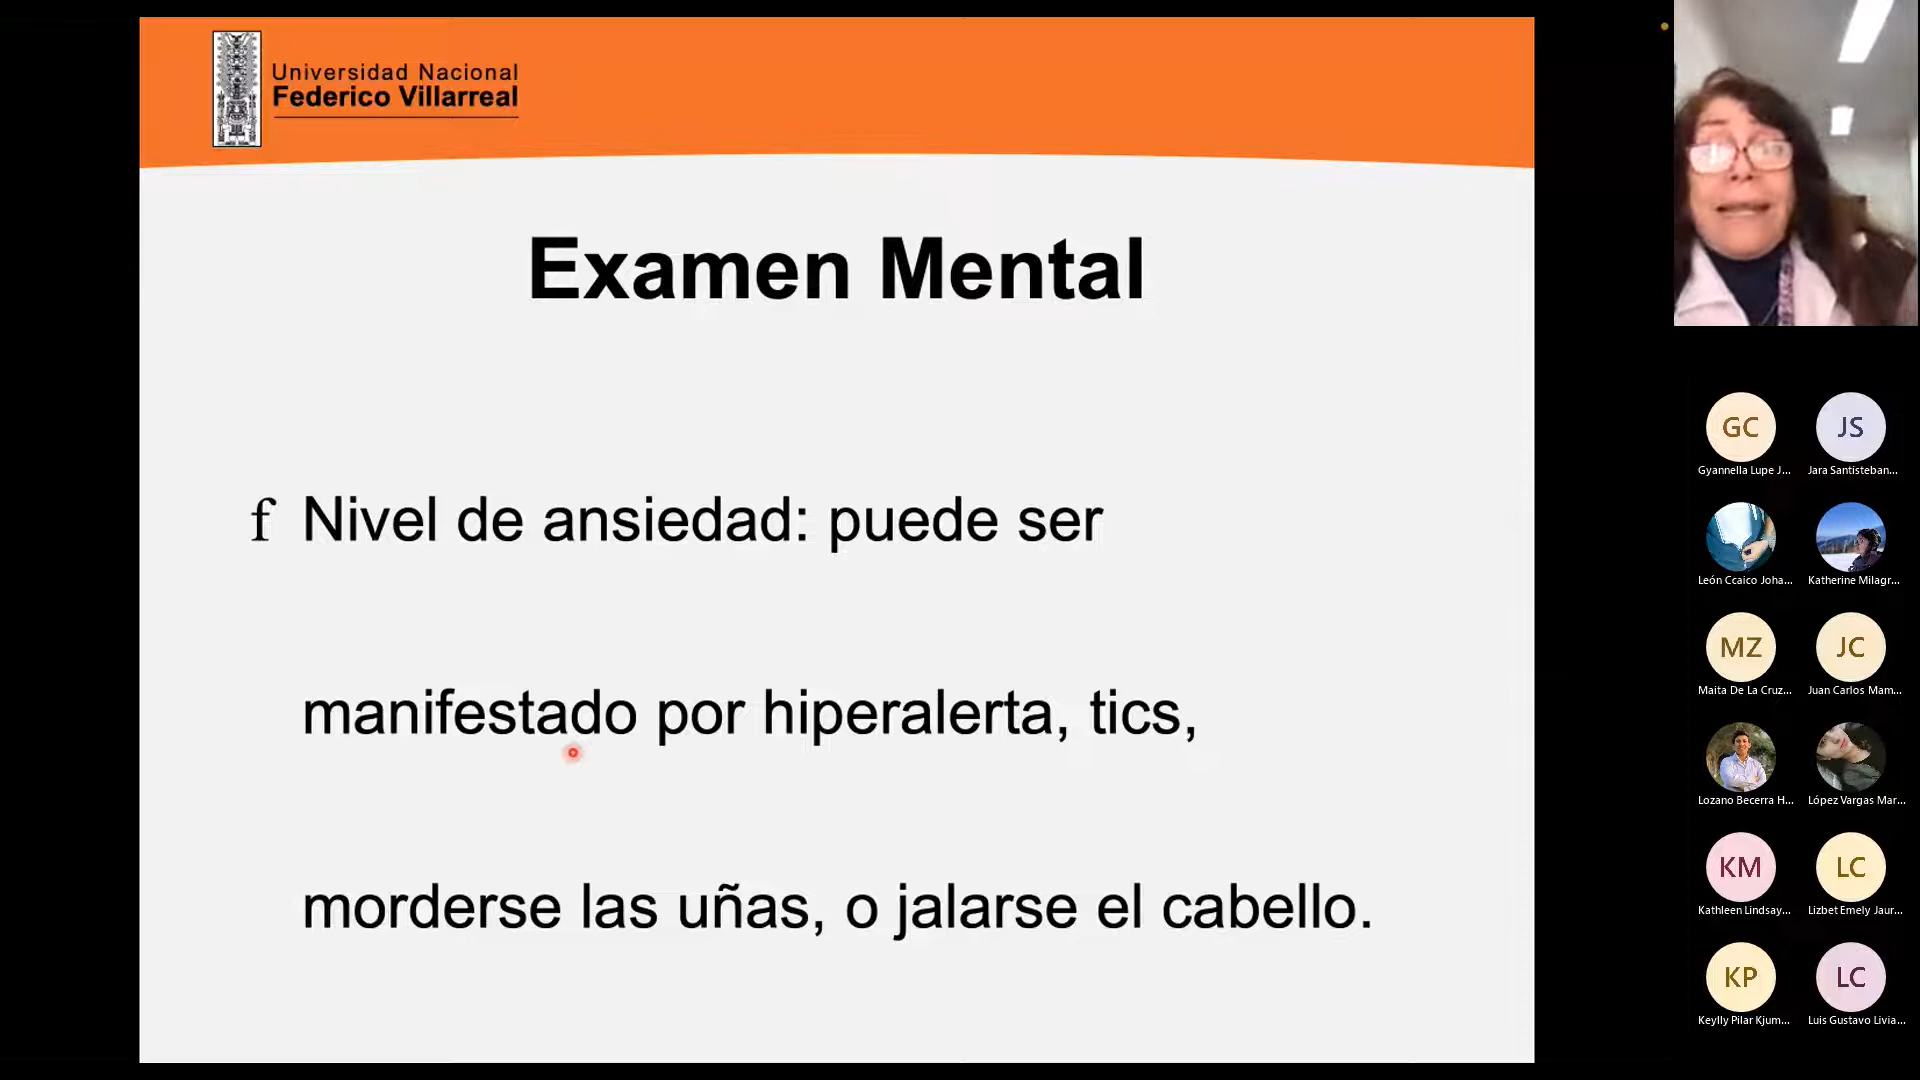 Universidad Nacional
Federico Villarreal
Examen Mental
f Nivel de ansiedad: puede ser
manifestado por hiperalerta, tics,
morderse las uñas, o jalarse el cabello.
GC
JS
Gyannella Lupe J...
Jara Santisteban...
León Ccaico Joha...
Katherine Milagr...
MZ
JC
Maita De La Cruz...
Juan Carlos Mam...
Lozano Becerra H...
López Vargas Mar...
KM
LC
Kathleen Lindsay...
Lizbet Emely Jaur...
KP
LC
Keylly Pilar Kjum...
Luis Gustavo Livia...